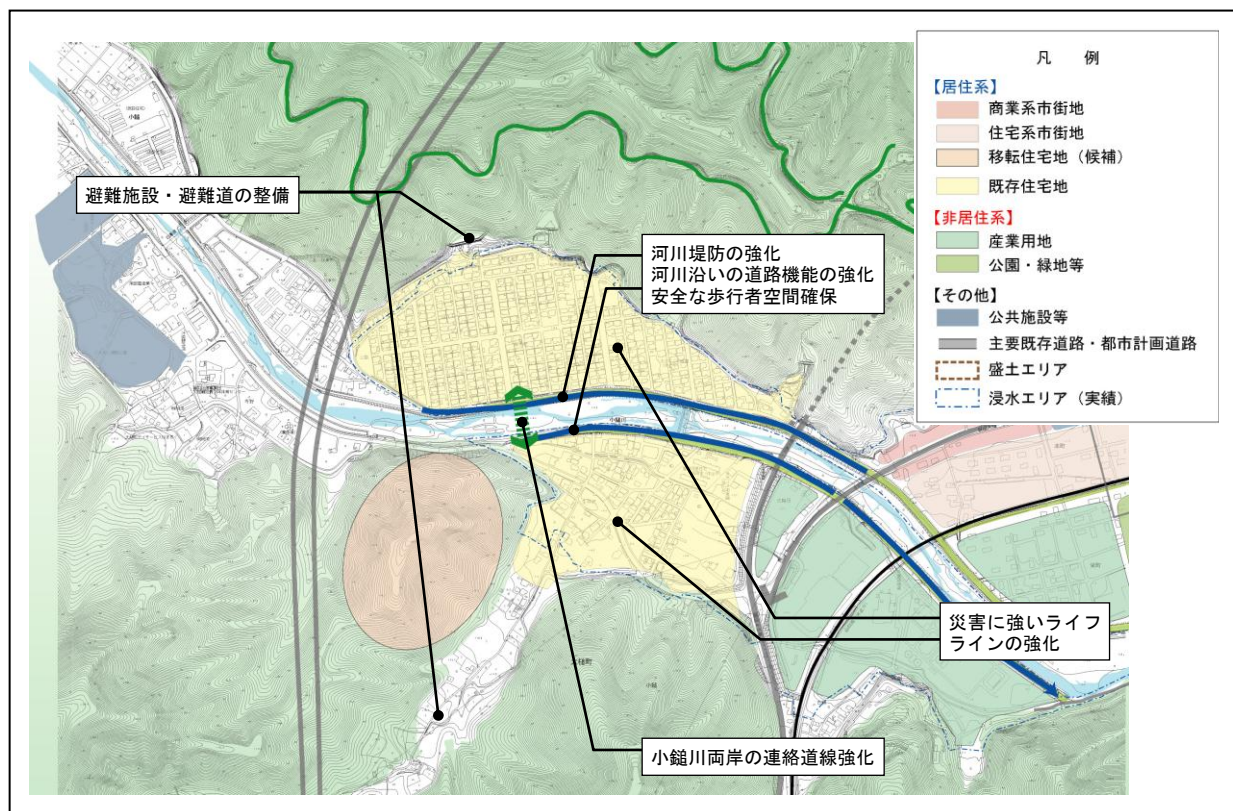 凡　例
【居住系】
商業系市街地
住宅系市街地
移転住宅地（候補）
既存住宅地
【非居住系】
産業用地
公園・緑地等
【その他】
公共施設等
主要既存道路・都市計画道路
盛土エリア
浸水エリア（実績）
避難施設・避難道の整備
河川堤防の強化
河川沿いの道路機能の強化
安全な歩行者空間確保
災害に強いライフ
ラインの強化
小鎚川両岸の連絡道線強化
小鎚
小鎚川
小鎚